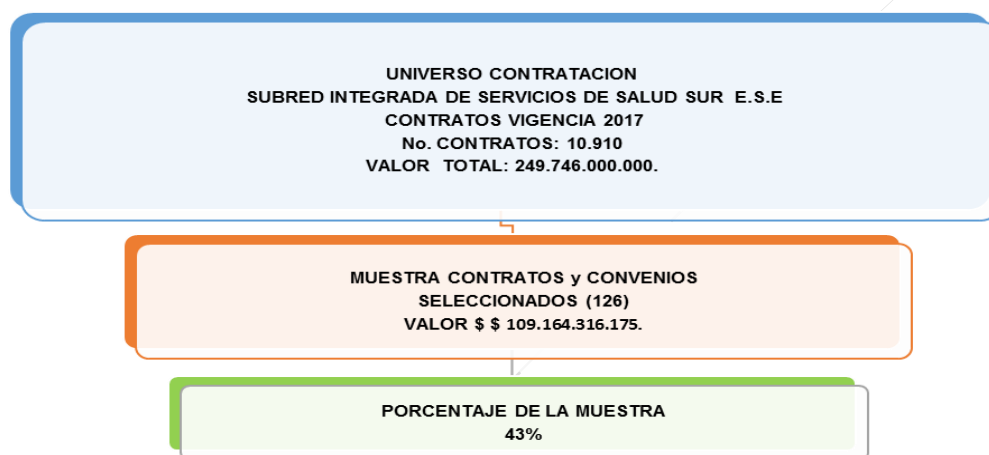 UNIVERSO CONTRATACION
SUBRED INTEGRADA DE SERVICIOS DE SALUD SUR E.S.E
CONTRATOS VIGENCIA 2017
No. CONTRATOS: 10.910
VALOR TOTAL: 249.746.000.000.
MUESTRA CONTRATOS y CONVENIOS
SELECCIONADOS (126)
VALOR $ $ 109.164.316.175.
PORCENTAJE DE LA MUESTRA
43%